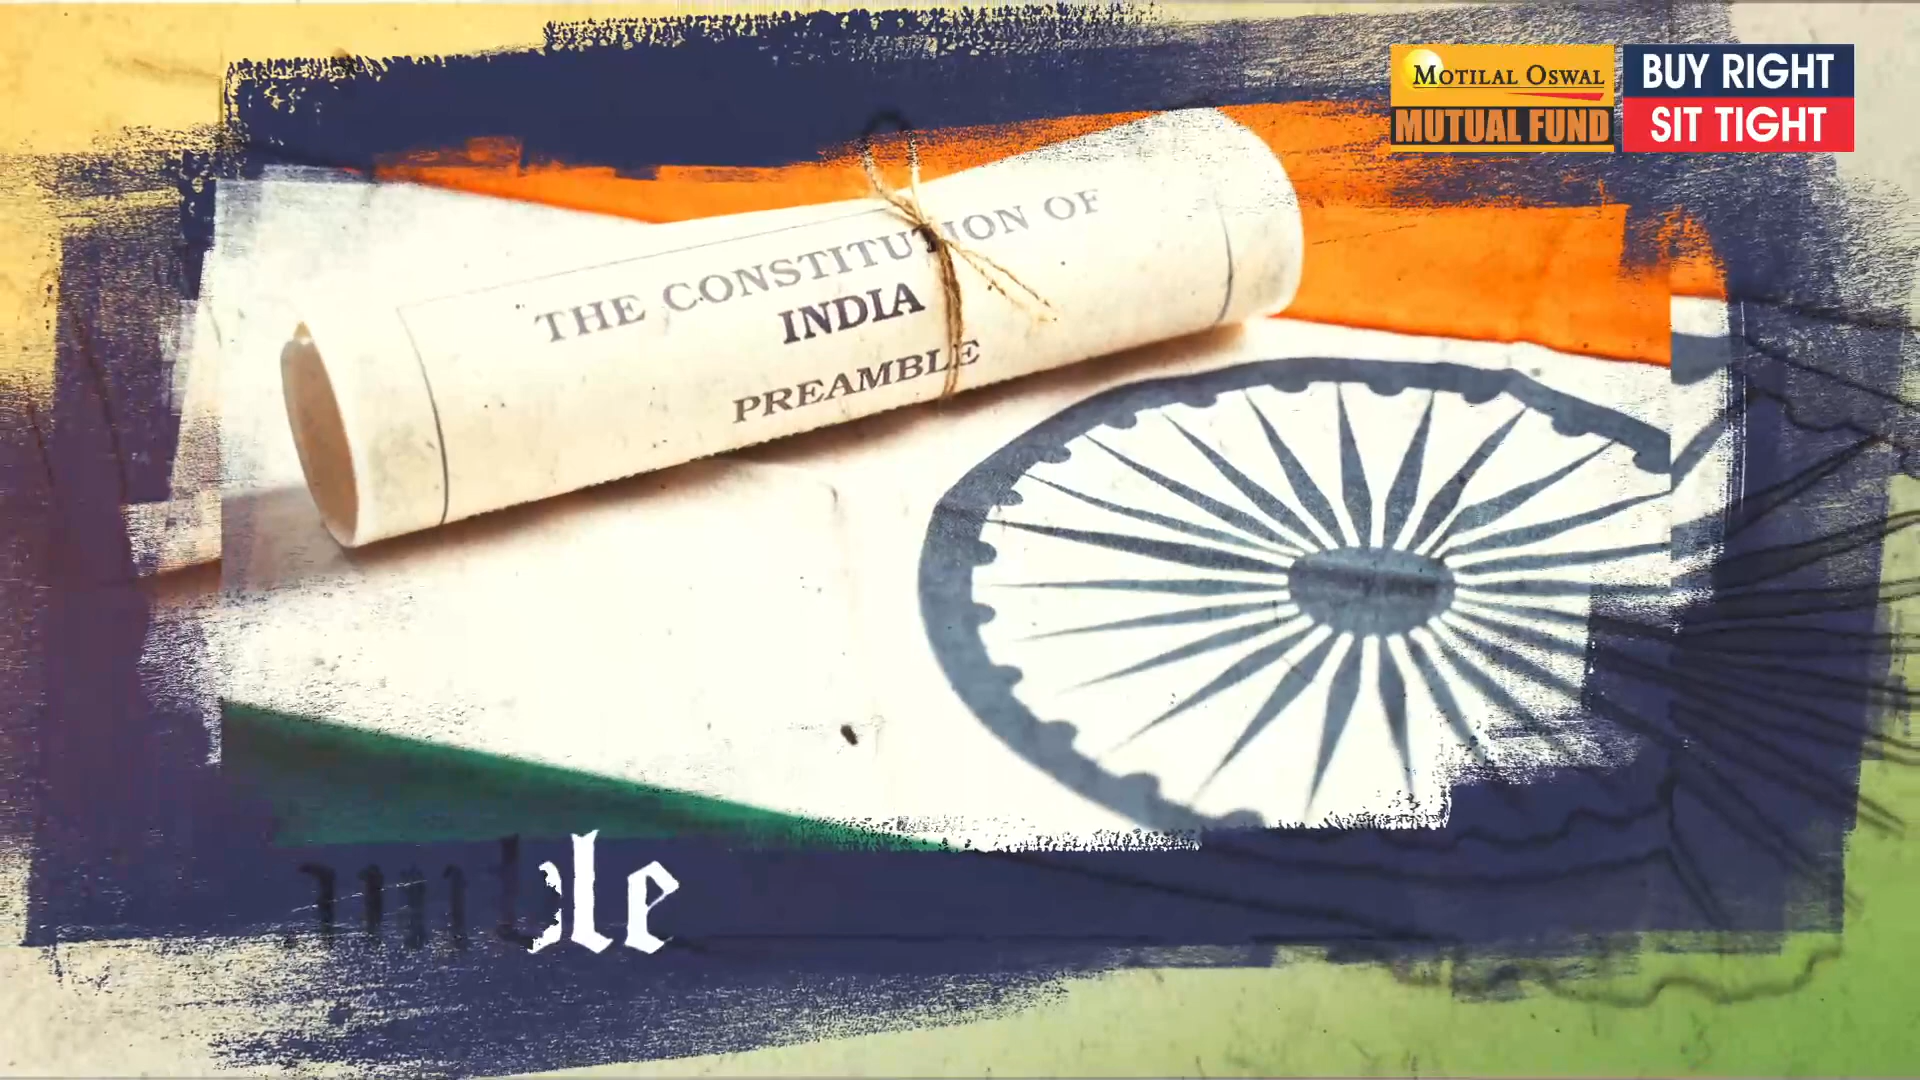 MOTILAL OSWAL
MUTUAL FUND
BUY RIGHT
SIT TIGHT
THE CONSTITUTION OF
INDIA
PREAMBLE